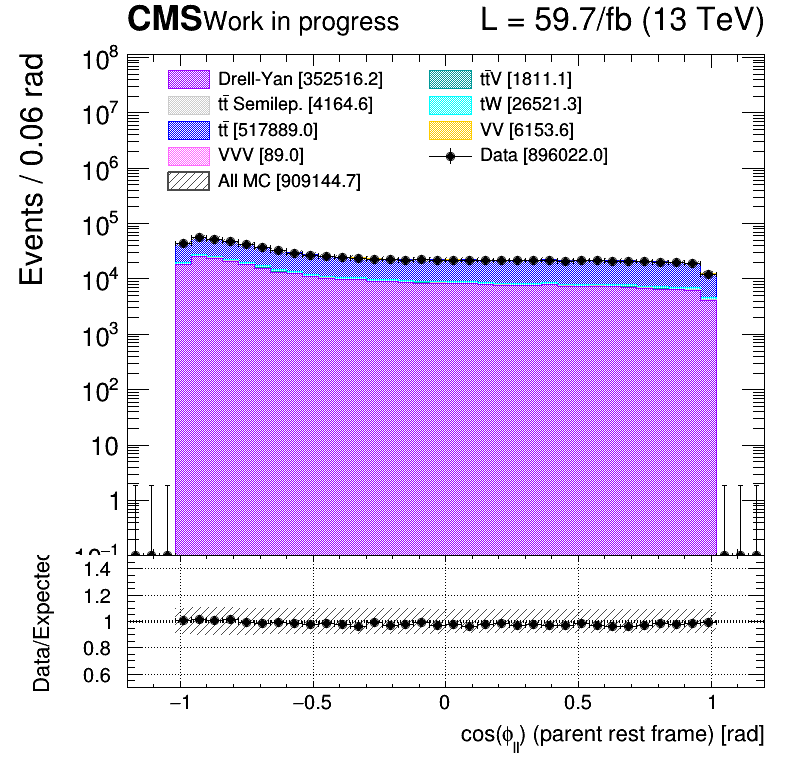 CMS Work in progress L = 59.7/fb (13 TeV)
Events / 0.06 rad
10⁸
10⁷
10⁶
10⁵
10⁴
10³
10²
10
1
10⁻¹
Drell-Yan [352516.2]
tt̄ Semilep. [4164.6]
tt̄ [517889.0]
VVV [89.0]
All MC [909144.7]
tt̄V [1811.1]
tW [26521.3]
VV [6153.6]
Data [896022.0]
Data/Expected
1.4
1.2
1
0.8
0.6
−1 −0.5 0 0.5 1
cos(ϕ_ll) (parent rest frame) [rad]